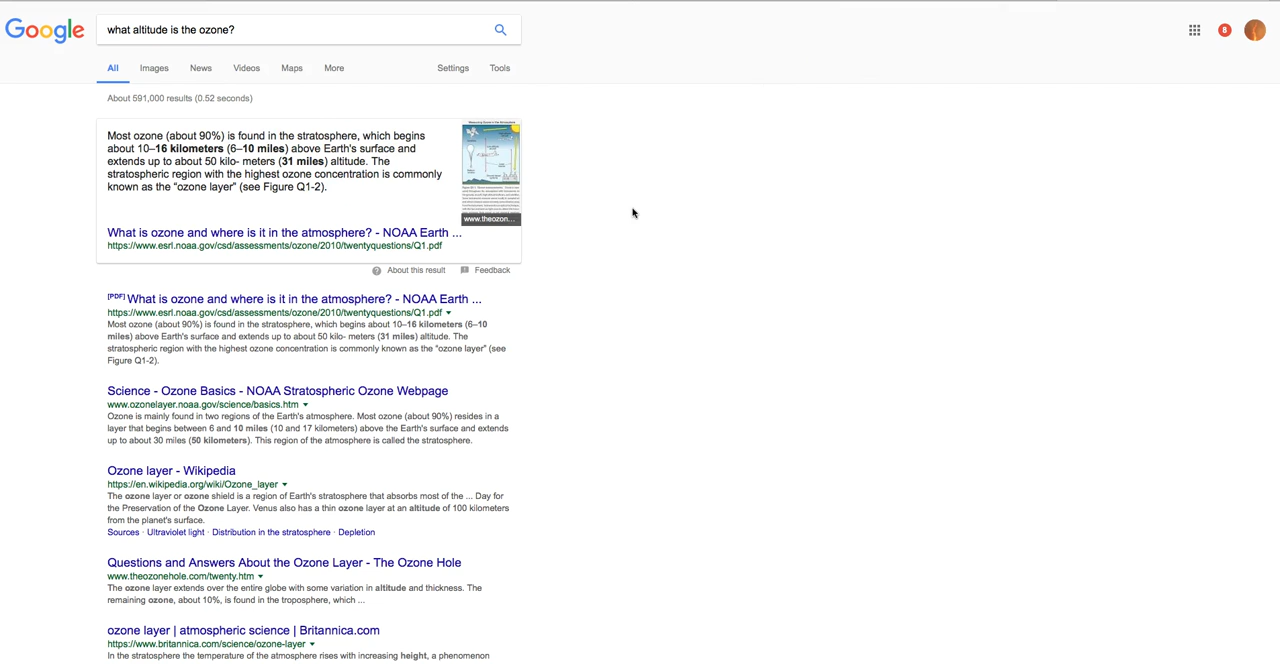 Google
what altitude is the ozone?
8
All Images News Videos Maps More Settings Tools
About 591,000 results (0.52 seconds)
Most ozone (about 90%) is found in the stratosphere, which begins
about 10–16 kilometers (6–10 miles) above Earth's surface and
extends up to about 50 kilo- meters (31 miles) altitude. The
stratospheric region with the highest ozone concentration is commonly
known as the “ozone layer” (see Figure Q1-2).
www.theozon...
What is ozone and where is it in the atmosphere? - NOAA Earth ...
https://www.esrl.noaa.gov/csd/assessments/ozone/2010/twentyquestions/Q1.pdf
About this result Feedback
[PDF] What is ozone and where is it in the atmosphere? - NOAA Earth ...
https://www.esrl.noaa.gov/csd/assessments/ozone/2010/twentyquestions/Q1.pdf
Most ozone (about 90%) is found in the stratosphere, which begins about 10–16 kilometers (6–10
miles) above Earth's surface and extends up to about 50 kilo- meters (31 miles) altitude. The
stratospheric region with the highest ozone concentration is commonly known as the “ozone layer” (see
Figure Q1-2).
Science - Ozone Basics - NOAA Stratospheric Ozone Webpage
www.ozonelayer.noaa.gov/science/basics.htm
Ozone is mainly found in two regions of the Earth's atmosphere. Most ozone (about 90%) resides in a
layer that begins between 6 and 10 miles (10 and 17 kilometers) above the Earth's surface and extends
up to about 30 miles (50 kilometers). This region of the atmosphere is called the stratosphere.
Ozone layer - Wikipedia
https://en.wikipedia.org/wiki/Ozone_layer
The ozone layer or ozone shield is a region of Earth's stratosphere that absorbs most of the ... Day for
the Preservation of the Ozone Layer. Venus also has a thin ozone layer at an altitude of 100 kilometers
from the planet's surface.
Sources · Ultraviolet light · Distribution in the stratosphere · Depletion
Questions and Answers About the Ozone Layer - The Ozone Hole
www.theozonehole.com/twenty.htm
The ozone layer extends over the entire globe with some variation in altitude and thickness. The
remaining ozone, about 10%, is found in the troposphere, which ...
ozone layer | atmospheric science | Britannica.com
https://www.britannica.com/science/ozone-layer
In the stratosphere the temperature of the atmosphere rises with increasing height, a phenomenon